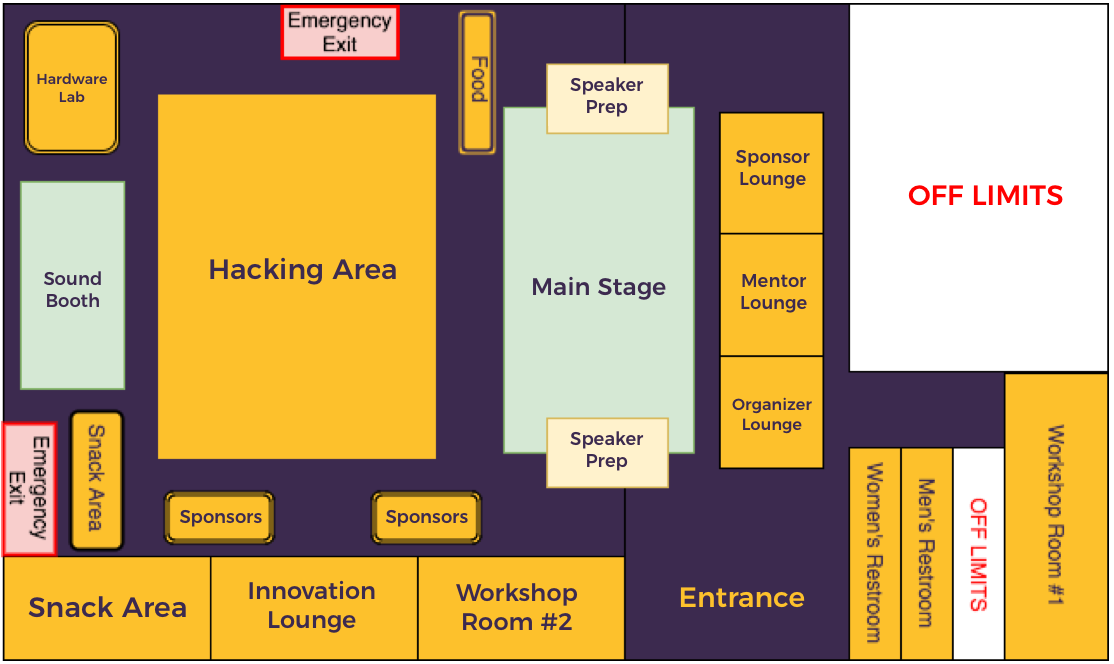 Emergency
Exit
Hardware
Lab
Food
Speaker
Prep
Sponsor
Lounge
OFF LIMITS
Hacking Area
Sound
Booth
Main Stage
Mentor
Lounge
Organizer
Lounge
Emergency
Exit
Snack Area
Speaker
Prep
Sponsors
Sponsors
Women's Restroom
Men's Restroom
OFF LIMITS
Workshop Room #1
Snack Area
Innovation
Lounge
Workshop
Room #2
Entrance